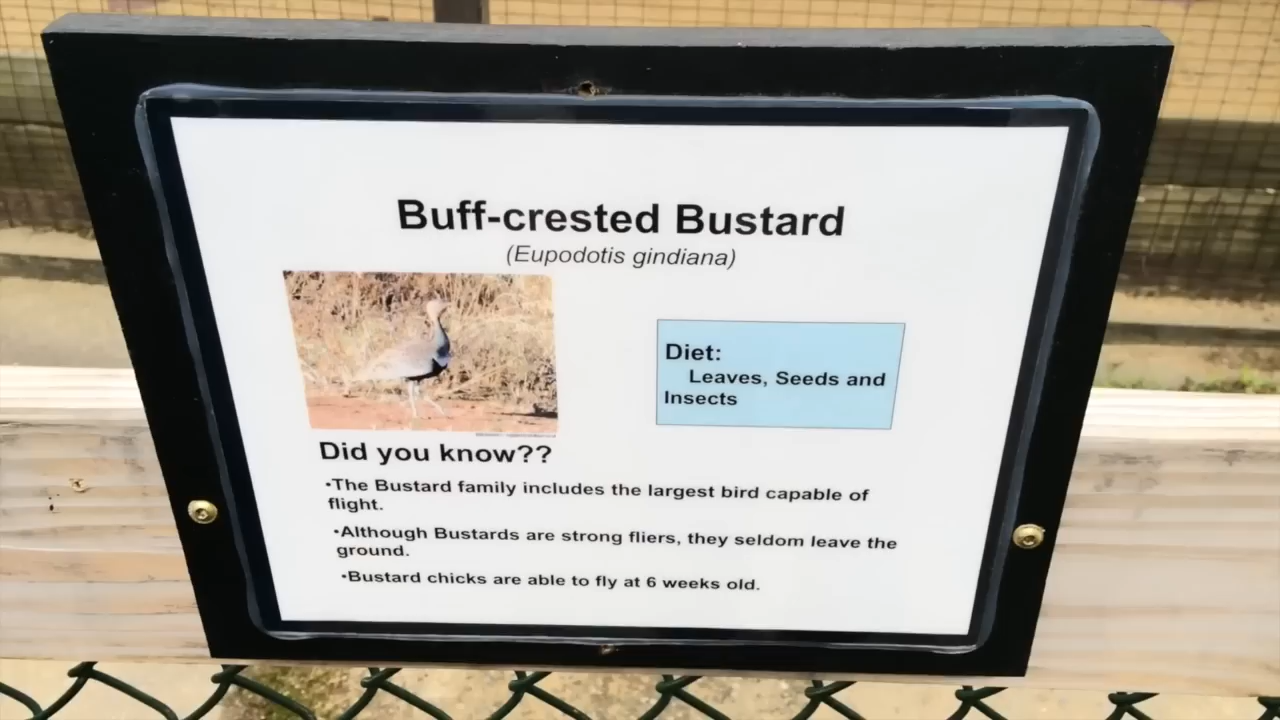 Buff-crested Bustard
(Eupodotis gindiana)
Diet:
Leaves, Seeds and
Insects
Did you know??
•The Bustard family includes the largest bird capable of
flight.
•Although Bustards are strong fliers, they seldom leave the
ground.
•Bustard chicks are able to fly at 6 weeks old.